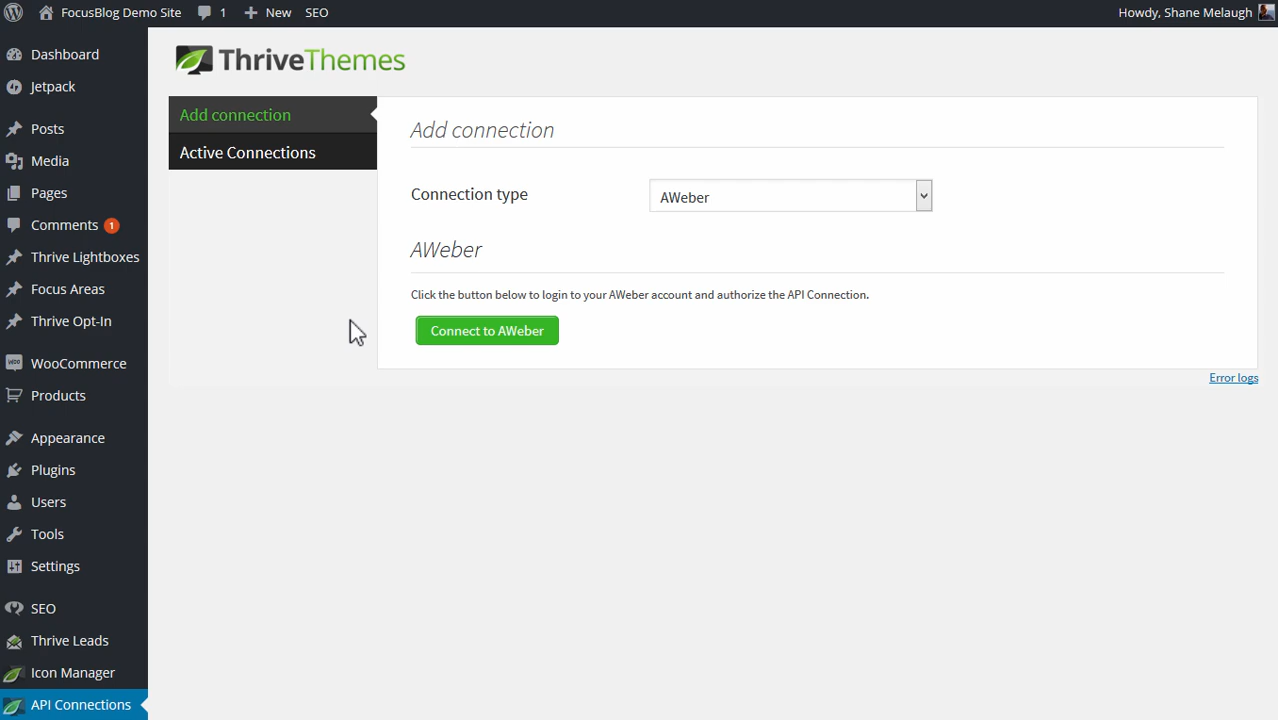 FocusBlog Demo Site 1 New SEO Howdy, Shane Melaugh
Dashboard
Jetpack
Posts
Media
Pages
Comments 1
Thrive Lightboxes
Focus Areas
Thrive Opt-In
WooCommerce
Products
Appearance
Plugins
Users
Tools
Settings
SEO
Thrive Leads
Icon Manager
API Connections
ThriveThemes
Add connection
Active Connections
Add connection
Connection type AWeber
AWeber
Click the button below to login to your AWeber account and authorize the API Connection.
Connect to AWeber
Error logs